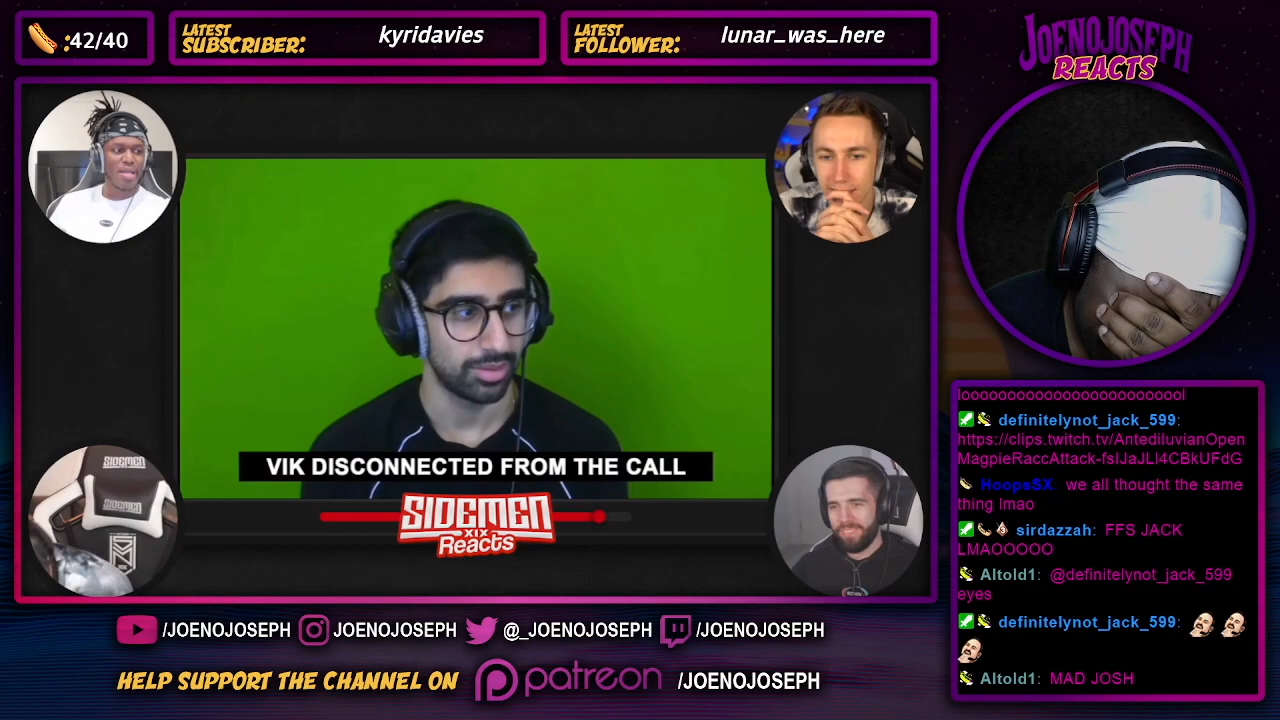 :42/40
LATEST
SUBSCRIBER:
kyridavies
LATEST
FOLLOWER:
lunar_was_here
JOENOJOSEPH
REACTS
VIK DISCONNECTED FROM THE CALL
SIDEMEN
XIX
Reacts
SIDEMEN
SIDEMEN
loooooooooooooooooooooooool
definitelynot_jack_599:
https://clips.twitch.tv/AntediluvianOpen
MagpieRaccAttack-fsIJaJLI4CBkUFdG
HoopsSX: we all thought the same
thing lmao
sirdazzah: FFS JACK
LMAOOOOO
Altold1: @definitelynot_jack_599
eyes
definitelynot_jack_599:
Altold1: MAD JOSH
/JOENOJOSEPH
JOENOJOSEPH
@_JOENOJOSEPH
/JOENOJOSEPH
HELP SUPPORT THE CHANNEL ON
patreon
/JOENOJOSEPH